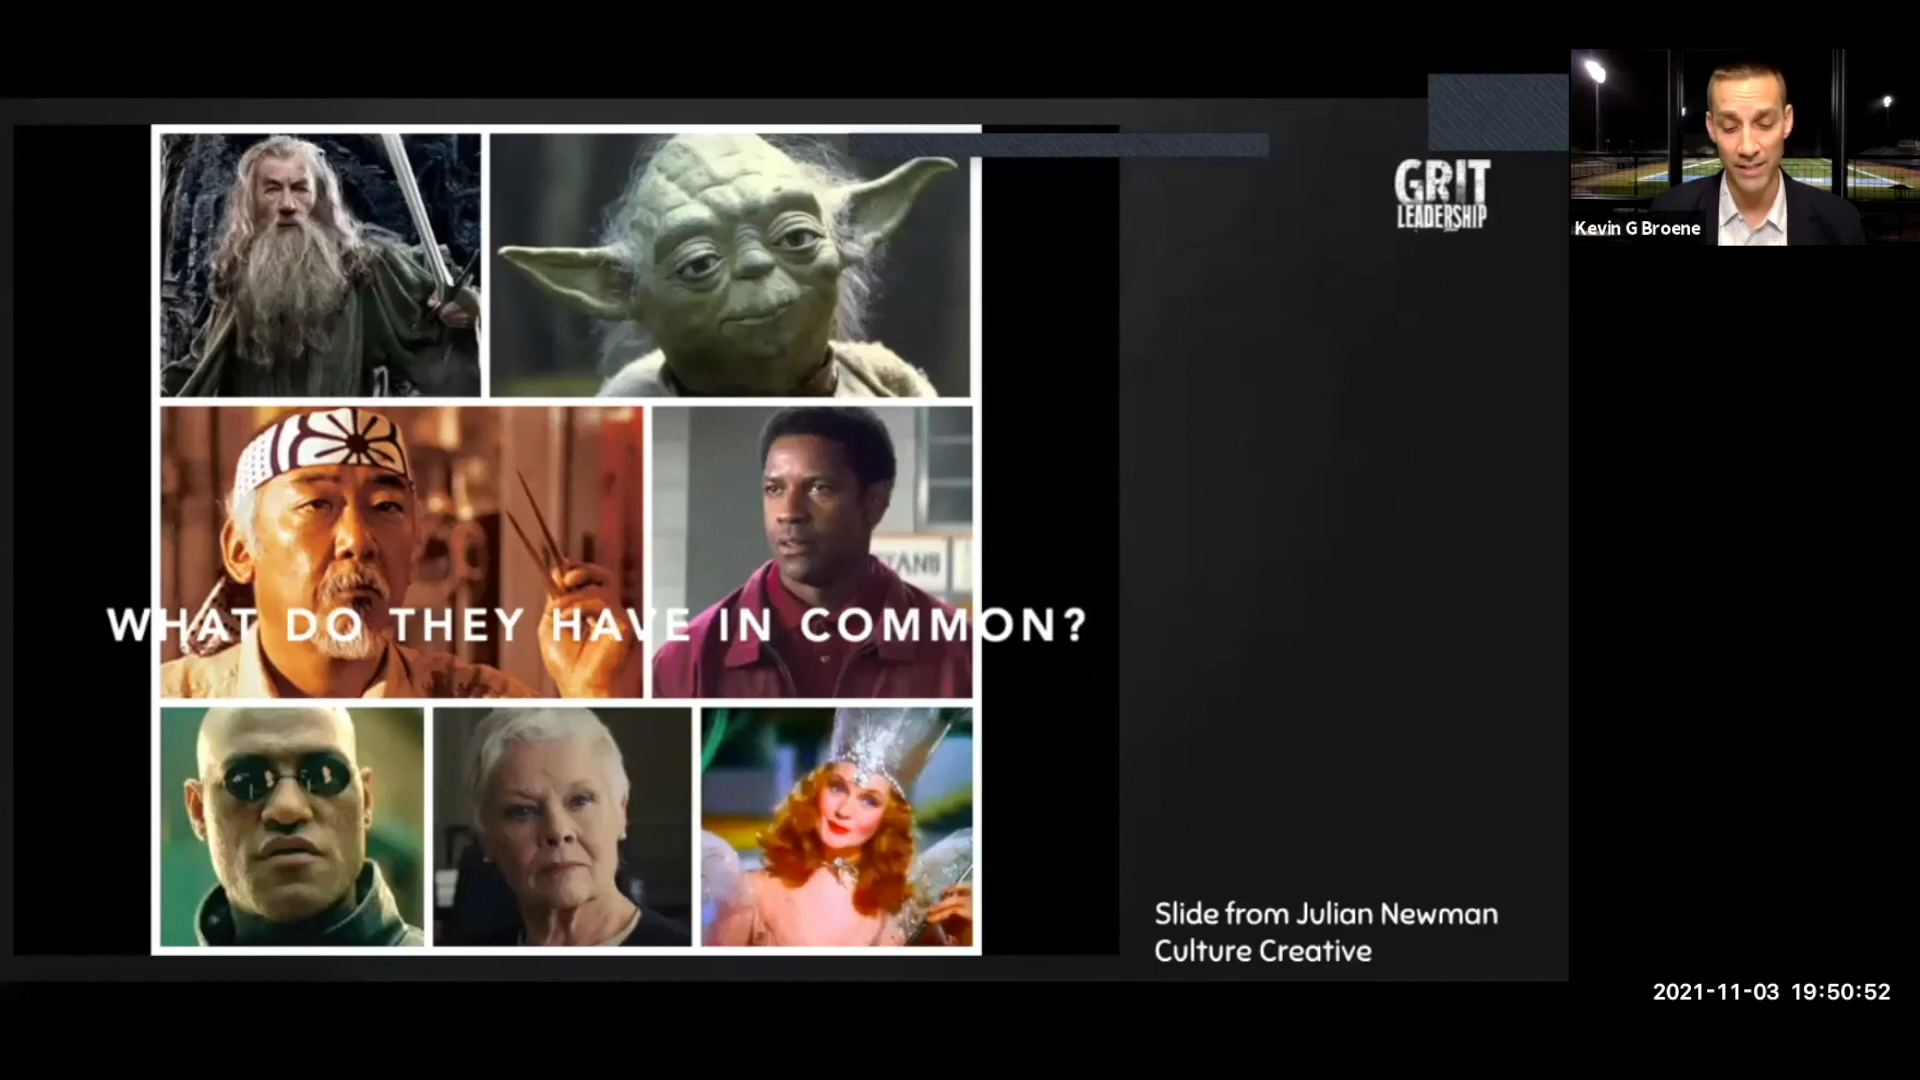 GRIT
LEADERSHIP
Kevin G Broene
TANS
WHAT DO THEY HAVE IN COMMON?
Slide from Julian Newman
Culture Creative
2021-11-03 19:50:52